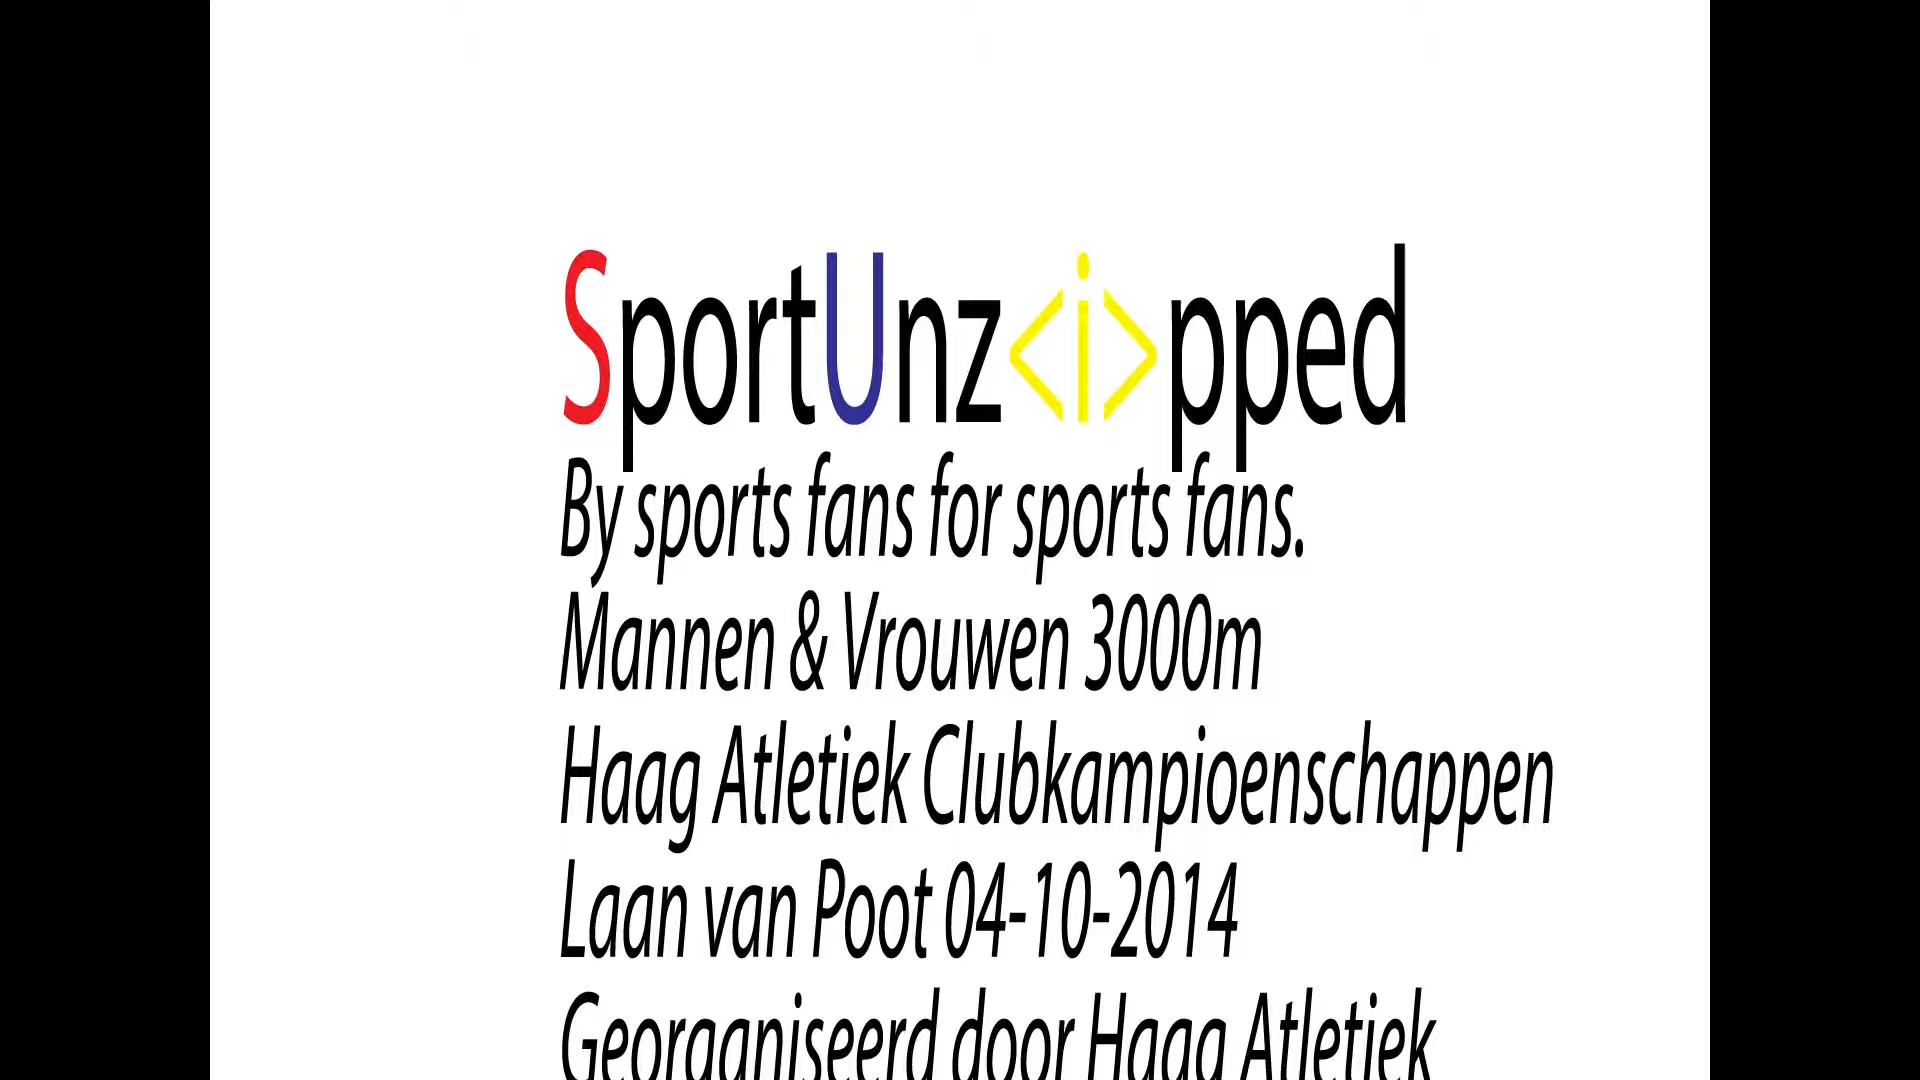 SportUnz<i>pped
By sports fans for sports fans.
Mannen & Vrouwen 3000m
Haag Atletiek Clubkampioenschappen
Laan van Poot 04-10-2014
Georganiseerd door Haag Atletiek